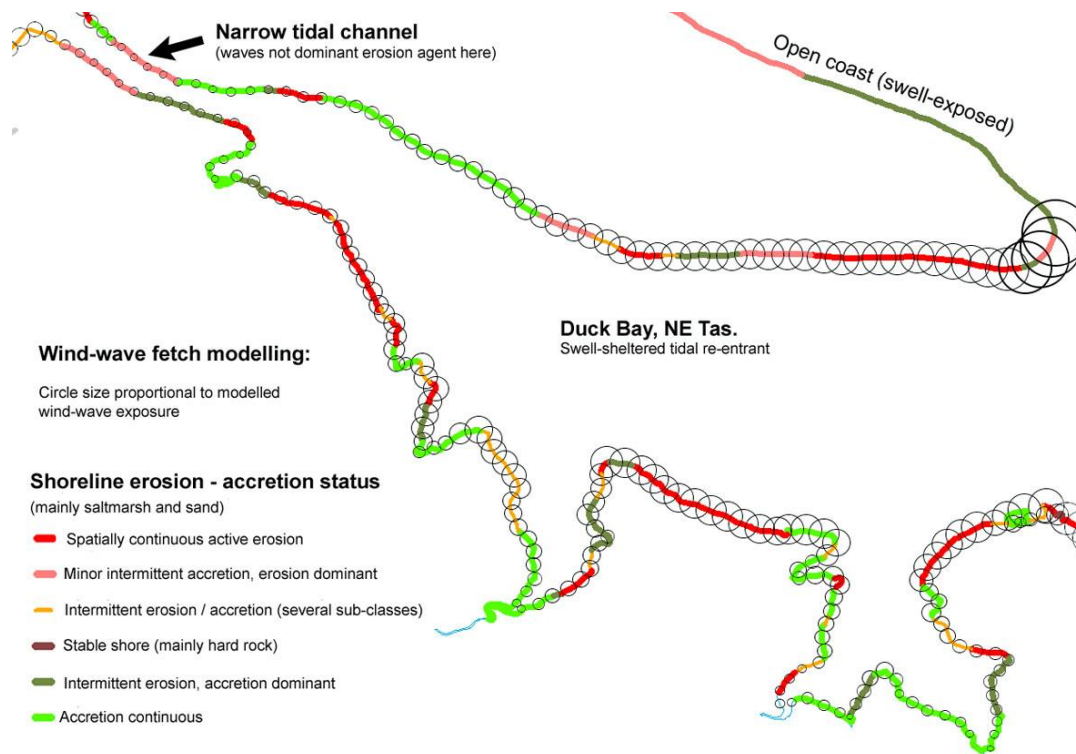 Narrow tidal channel
(waves not dominant erosion agent here)
Open coast (swell-exposed)
Duck Bay, NE Tas.
Swell-sheltered tidal re-entrant
Wind-wave fetch modelling:
Circle size proportional to modelled
wind-wave exposure
Shoreline erosion - accretion status
(mainly saltmarsh and sand)
Spatially continuous active erosion
Minor intermittent accretion, erosion dominant
Intermittent erosion / accretion (several sub-classes)
Stable shore (mainly hard rock)
Intermittent erosion, accretion dominant
Accretion continuous